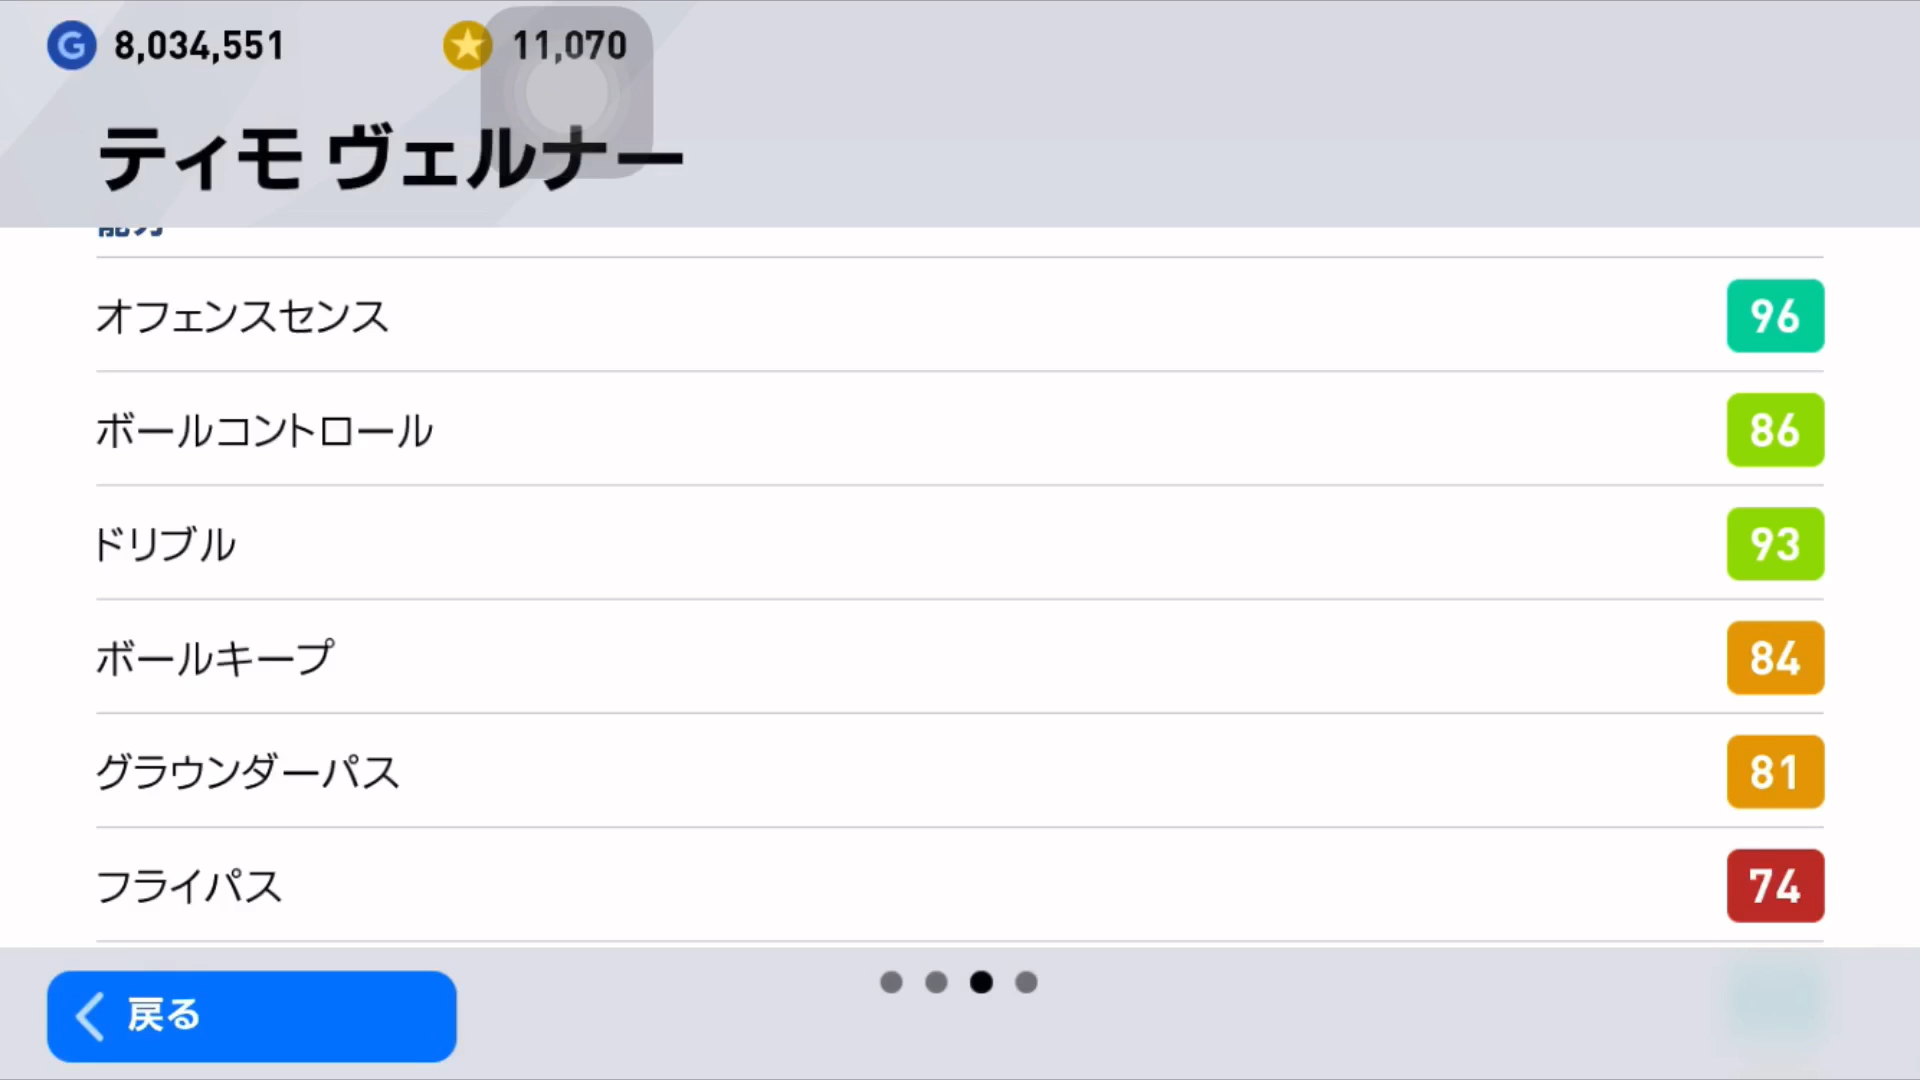 8,034,551
11,070
ティモ ヴェルナー
能力
オフェンスセンス 96
ボールコントロール 86
ドリブル 93
ボールキープ 84
グラウンダーパス 81
フライパス 74
戻る